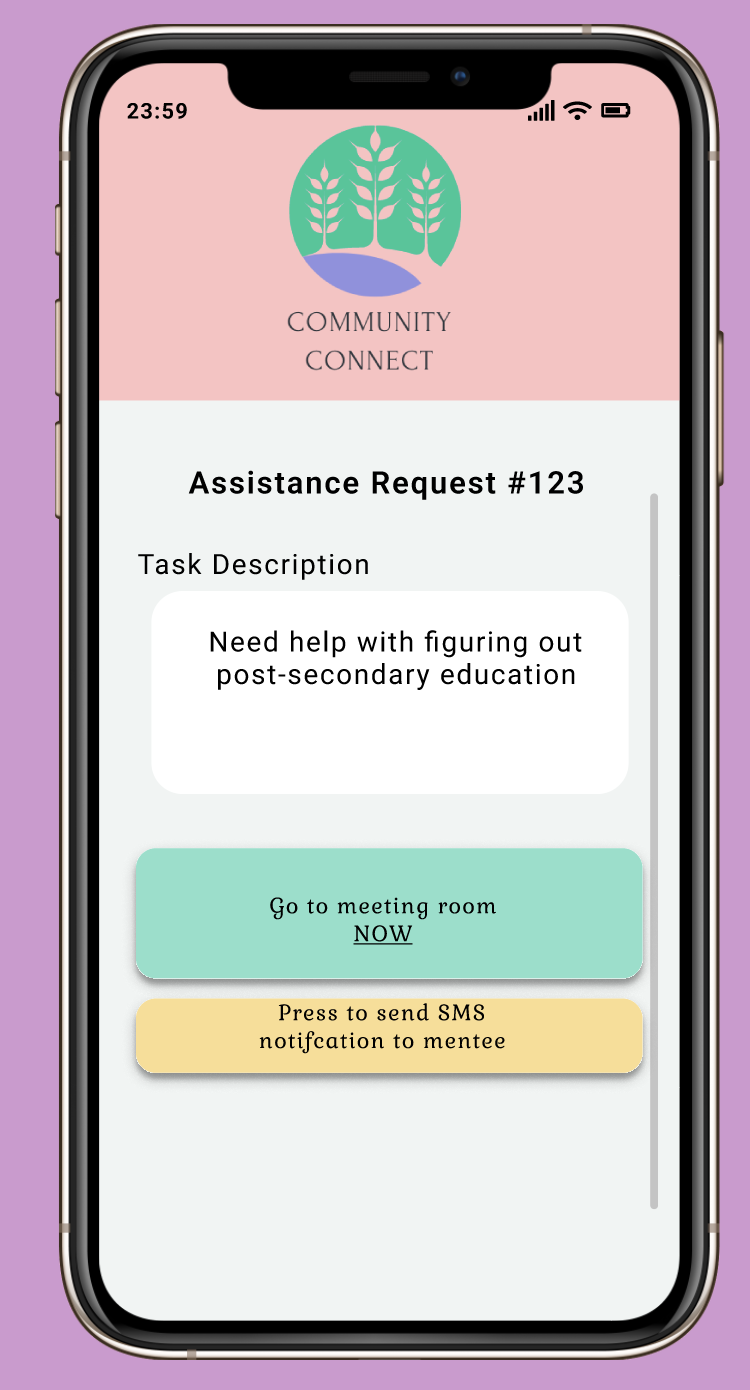 23:59
COMMUNITY
CONNECT
Assistance Request #123
Task Description
Need help with figuring out
post-secondary education
Go to meeting room
NOW
Press to send SMS
notifcation to mentee